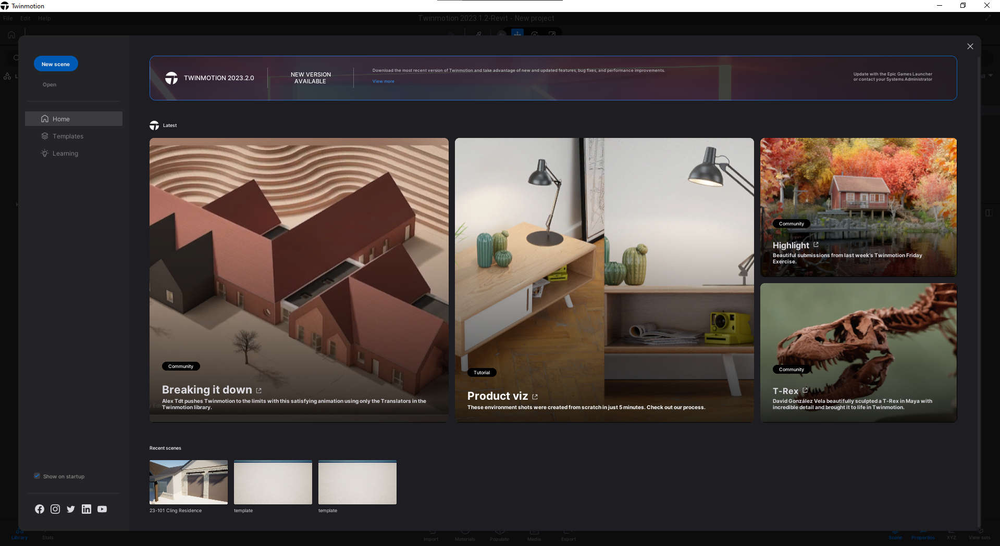 Twinmotion
File Edit Help
Twinmotion 2023.1.2-Revit - New project
New scene
Open
Home
Templates
Learning
Show on startup
TWINMOTION 2023.2.0
NEW VERSION
AVAILABLE
Download the most recent version of Twinmotion and take advantage of new and updated features, bug fixes, and performance improvements.
View more
Update with the Epic Games Launcher
or contact your Systems Administrator
Latest
Community
Breaking it down
Alex Tdt pushes Twinmotion to the limits with this satisfying animation using only the Translators in the
Twinmotion library.
Tutorial
Product viz
These environment shots were created from scratch in just 5 minutes. Check out our process.
Community
Highlight
Beautiful submissions from last week's Twinmotion Friday
Exercise.
Community
T-Rex
David González Vela beautifully sculpted a T-Rex in Maya with
incredible detail and brought it to life in Twinmotion.
Recent scenes
23-101 Cling Residence
template
template
Library
Stats
Import
Materials
Populate
Media
Export
Scene
Properties
XYZ
View sets